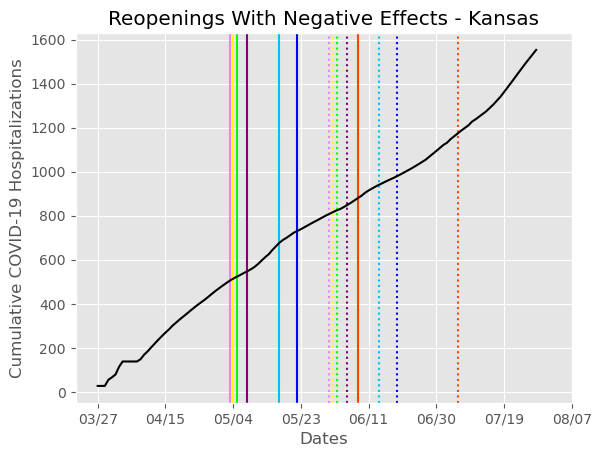 Reopenings With Negative Effects - Kansas
Cumulative COVID-19 Hospitalizations
1600
1400
1200
1000
800
600
400
200
0
03/27 04/15 05/04 05/23 06/11 06/30 07/19 08/07
Dates